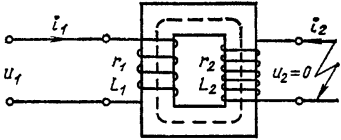 i₁
i₂
r₁
r₂
u₁
L₁
L₂
u₂=0